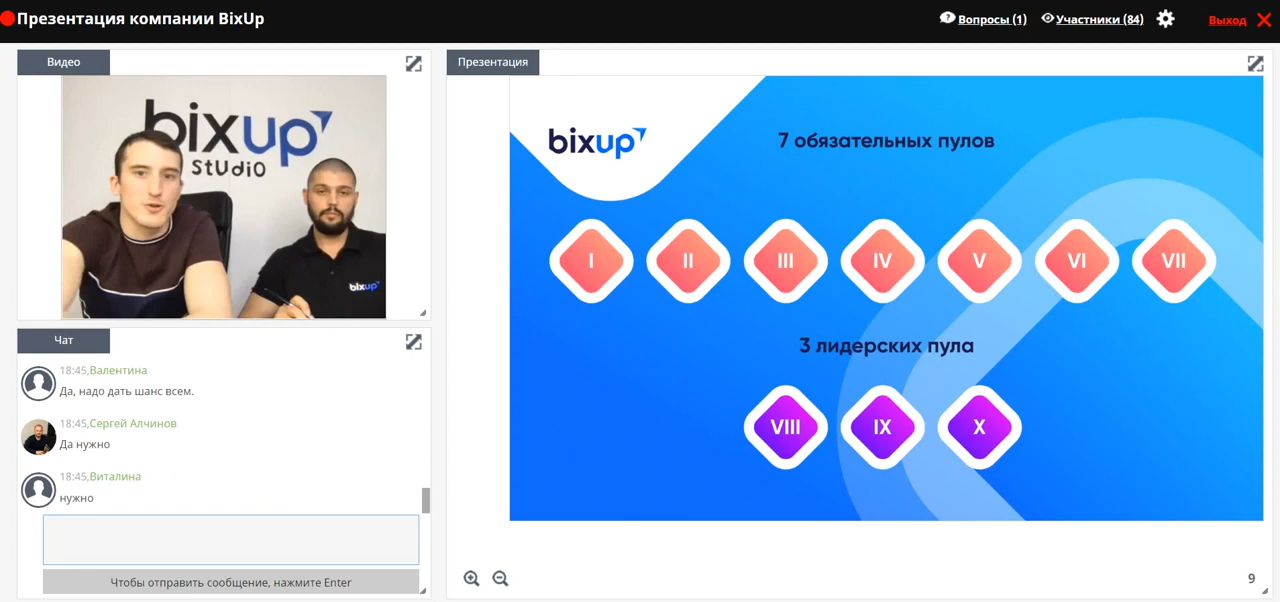 Презентация компании BixUp
Вопросы (1)
Участники (84)
Выход
Видео
bixup
StUdiO
bixup
Чат
18:45,Валентина
Да, надо дать шанс всем.
18:45,Сергей Алчинов
Да нужно
18:45,Виталина
нужно
Чтобы отправить сообщение, нажмите Enter
Презентация
bixup
7 обязательных пулов
I II III IV V VI VII
3 лидерских пула
VIII IX X
9